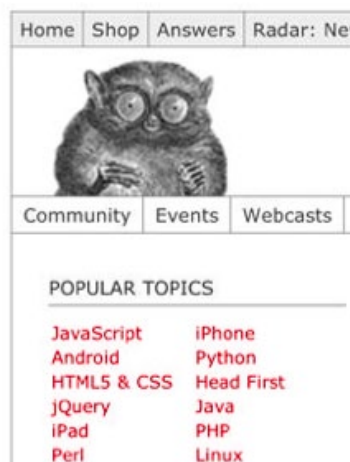 Home Shop Answers Radar: Ne
Community Events Webcasts
POPULAR TOPICS
JavaScript iPhone
Android Python
HTML5 & CSS Head First
jQuery Java
iPad PHP
Perl Linux